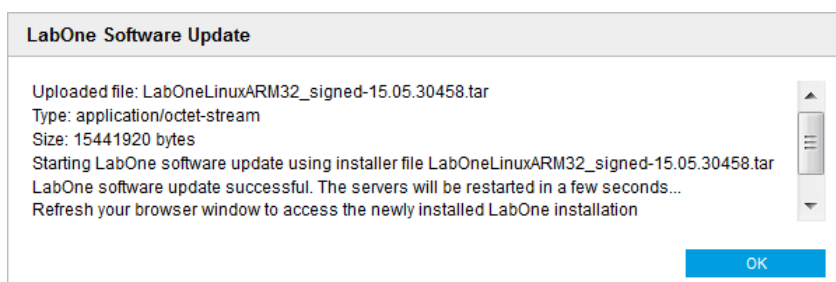 LabOne Software Update
Uploaded file: LabOneLinuxARM32_signed-15.05.30458.tar
Type: application/octet-stream
Size: 15441920 bytes
Starting LabOne software update using installer file LabOneLinuxARM32_signed-15.05.30458.tar
LabOne software update successful. The servers will be restarted in a few seconds...
Refresh your browser window to access the newly installed LabOne installation
OK